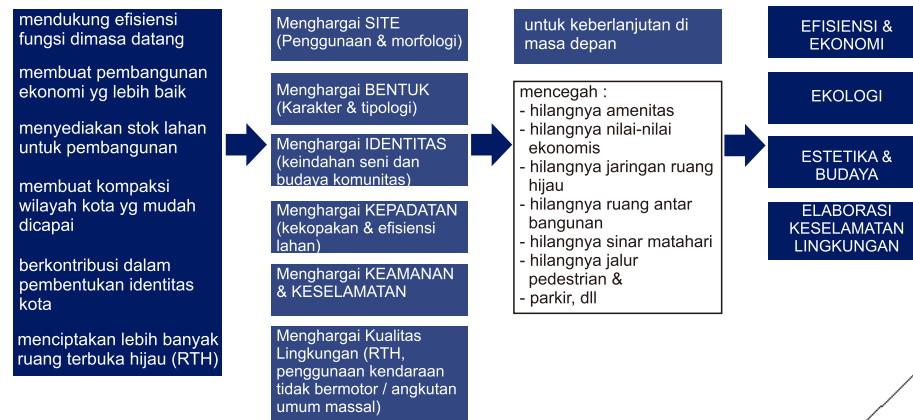 mendukung efisiensi
fungsi dimasa datang
membuat pembangunan
ekonomi yg lebih baik
menyediakan stok lahan
untuk pembangunan
membuat kompaksi
wilayah kota yg mudah
dicapai
berkontribusi dalam
pembentukan identitas
kota
menciptakan lebih banyak
ruang terbuka hijau (RTH)
Menghargai SITE
(Penggunaan & morfologi)
Menghargai BENTUK
(Karakter & tipologi)
Menghargai IDENTITAS
(keindahan seni dan
budaya komunitas)
Menghargai KEPADATAN
(kekopakan & efisiensi
lahan)
Menghargai KEAMANAN
& KESELAMATAN
Menghargai Kualitas
Lingkungan (RTH,
penggunaan kendaraan
tidak bermotor / angkutan
umum massal)
untuk keberlanjutan di
masa depan
mencegah :
- hilangnya amenitas
- hilangnya nilai-nilai
ekonomis
- hilangnya jaringan ruang
hijau
- hilangnya ruang antar
bangunan
- hilangnya sinar matahari
- hilangnya jalur
pedestrian &
- parkir, dll
EFISIENSI &
EKONOMI
EKOLOGI
ESTETIKA &
BUDAYA
ELABORASI
KESELAMATAN
LINGKUNGAN